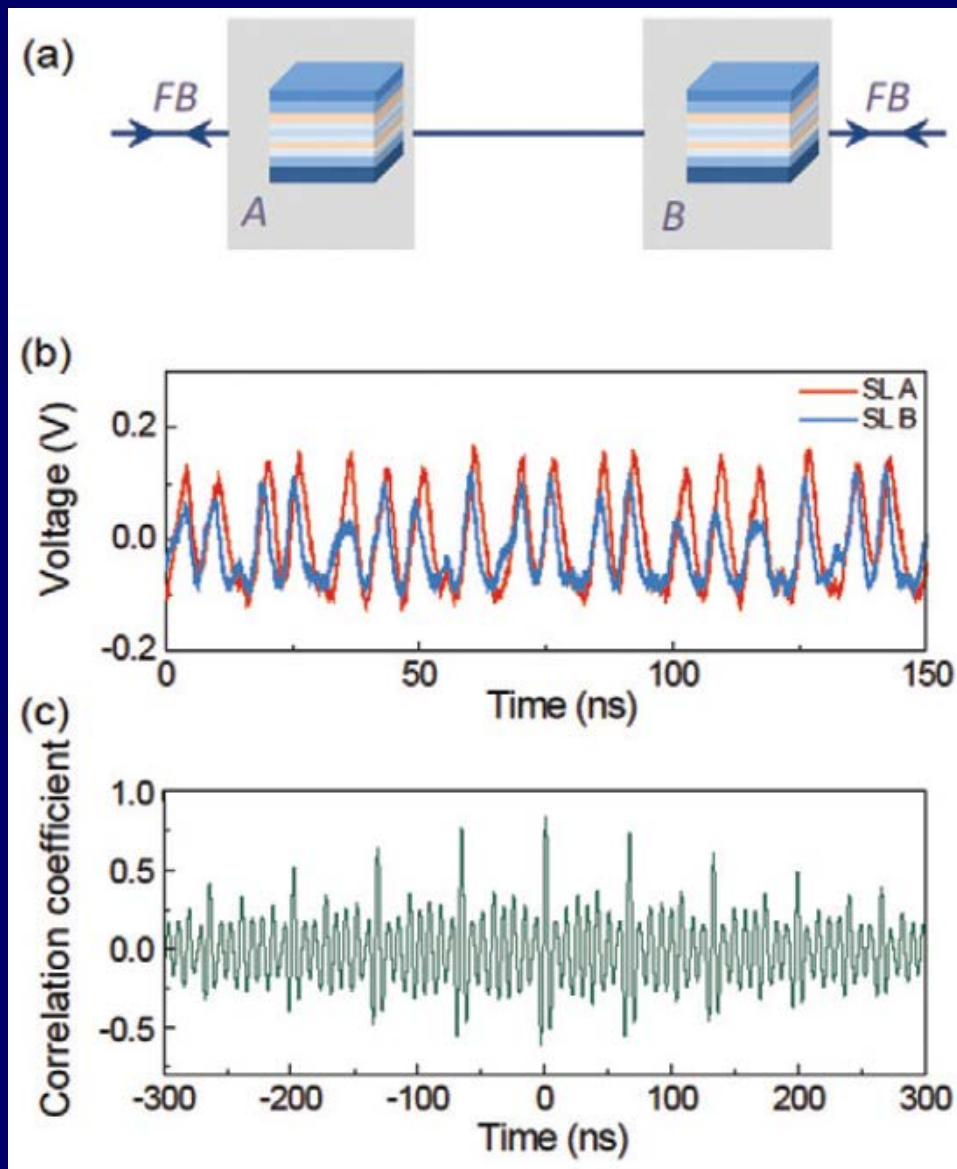 (a)
FB
FB
A
B
(b)
Voltage (V)
SL A
SL B
0.2
0.0
-0.2
0
50
100
150
Time (ns)
(c)
Correlation coefficient
1.0
0.5
0.0
-0.5
-300
-200
-100
0
100
200
300
Time (ns)